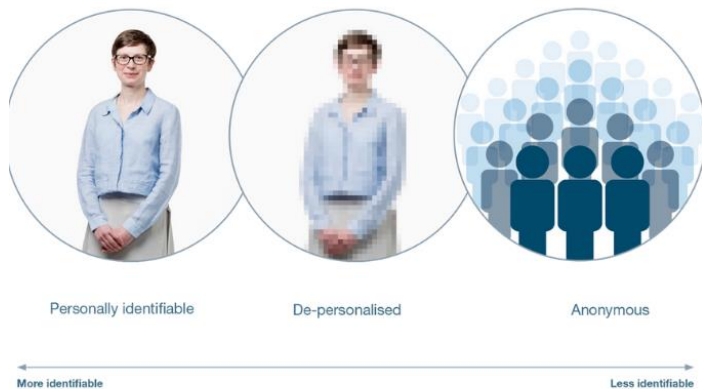 Personally identifiable
De-personalised
Anonymous
More identifiable
Less identifiable